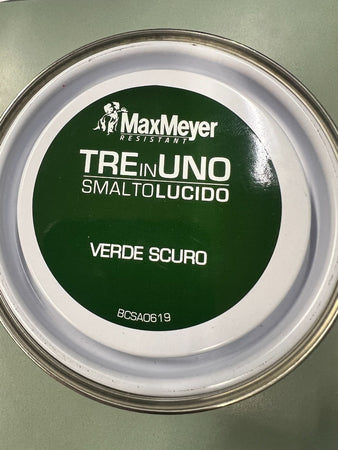 MaxMeyer
RESISTANT
TREINUNO
SMALTOLUCIDO
VERDE SCURO
BCSA0619